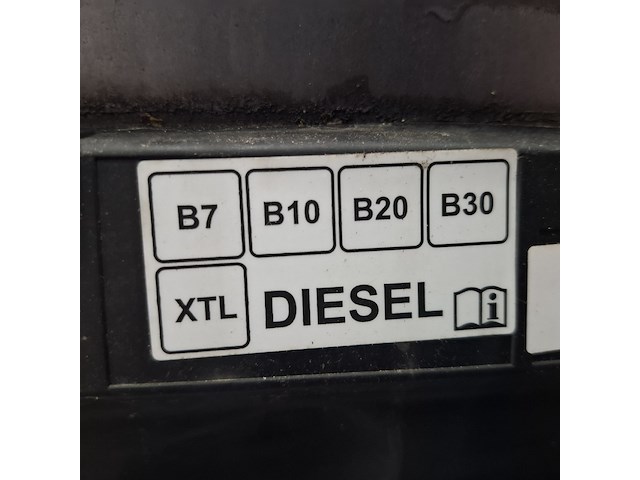 B7 B10 B20 B30
XTL DIESEL i